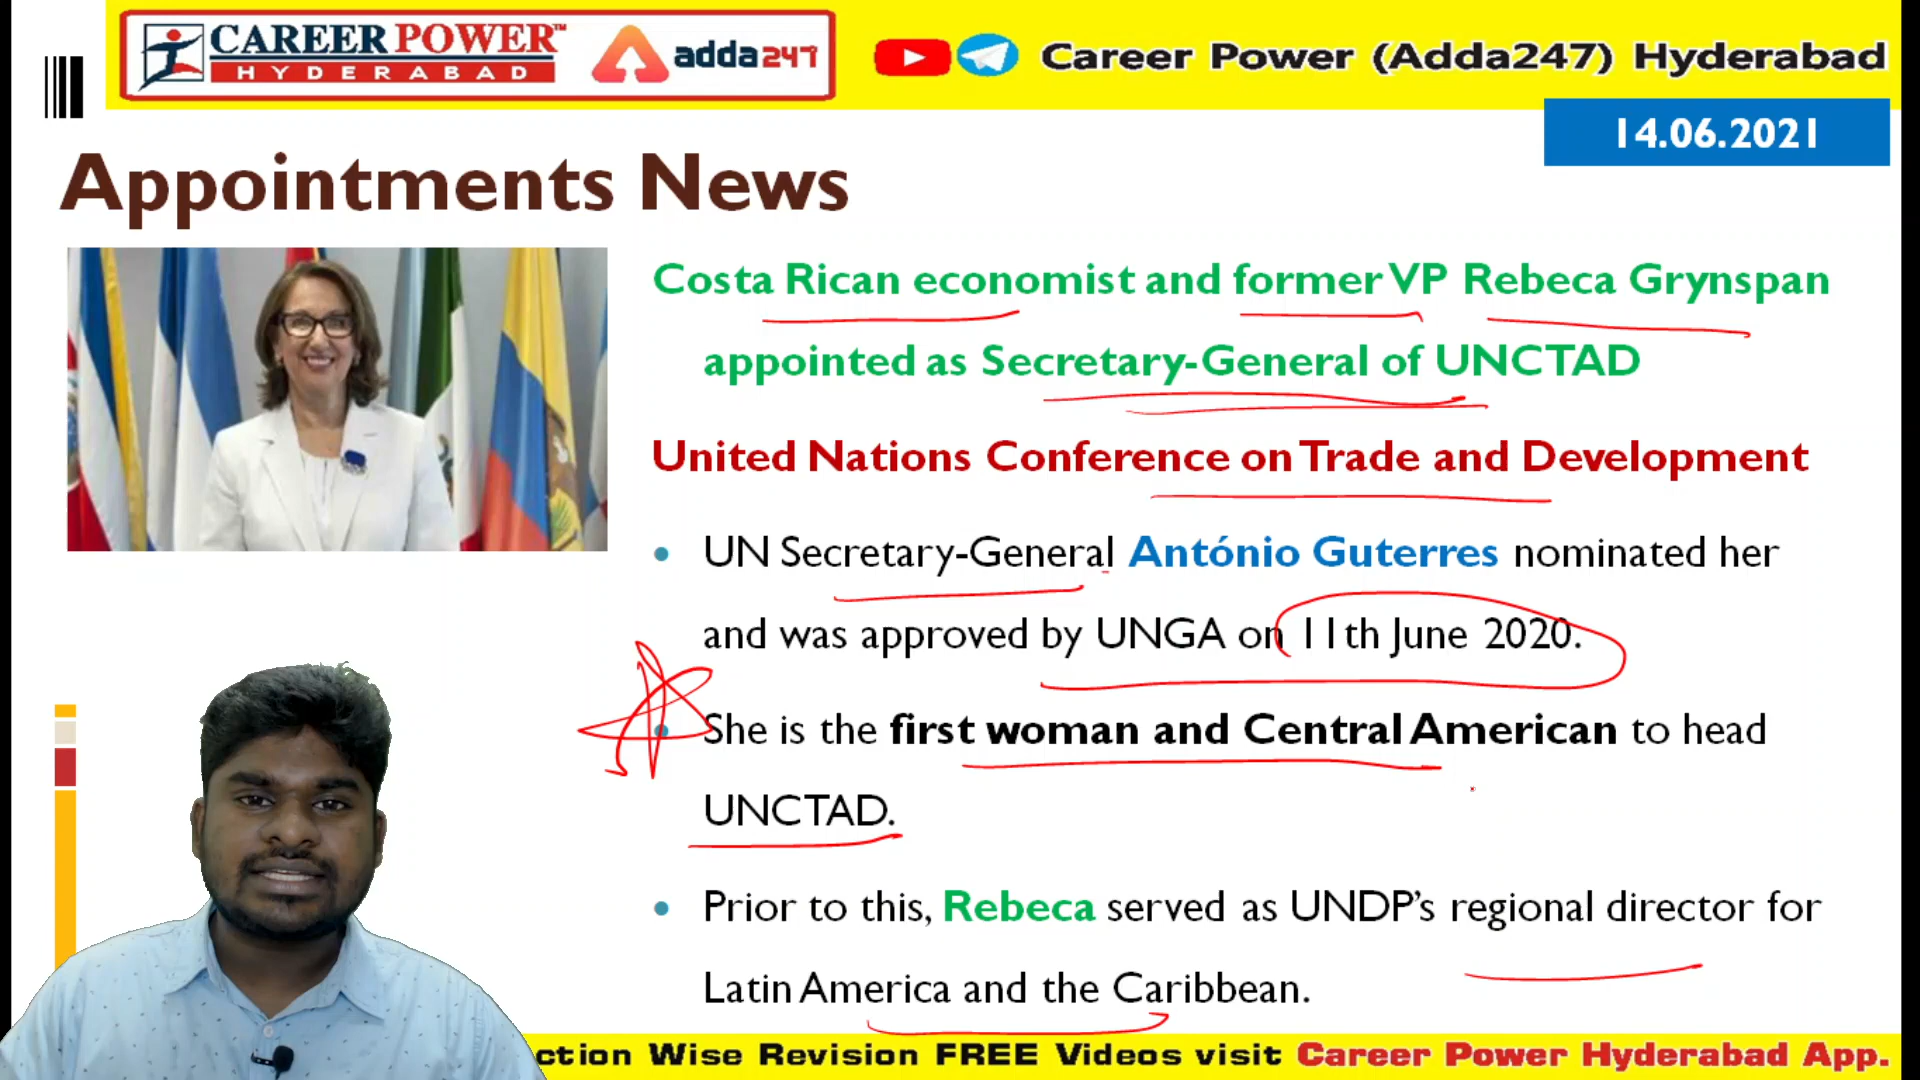 CAREER POWER™
HYDERABAD
adda247
Career Power (Adda247) Hyderabad
14.06.2021
Appointments News
Costa Rican economist and former VP Rebeca Grynspan
appointed as Secretary-General of UNCTAD
United Nations Conference on Trade and Development
• UN Secretary-General António Guterres nominated her
and was approved by UNGA on 11th June 2020.
• She is the first woman and Central American to head
UNCTAD.
• Prior to this, Rebeca served as UNDP's regional director for
Latin America and the Caribbean.
ction Wise Revision FREE Videos visit Career Power Hyderabad App.